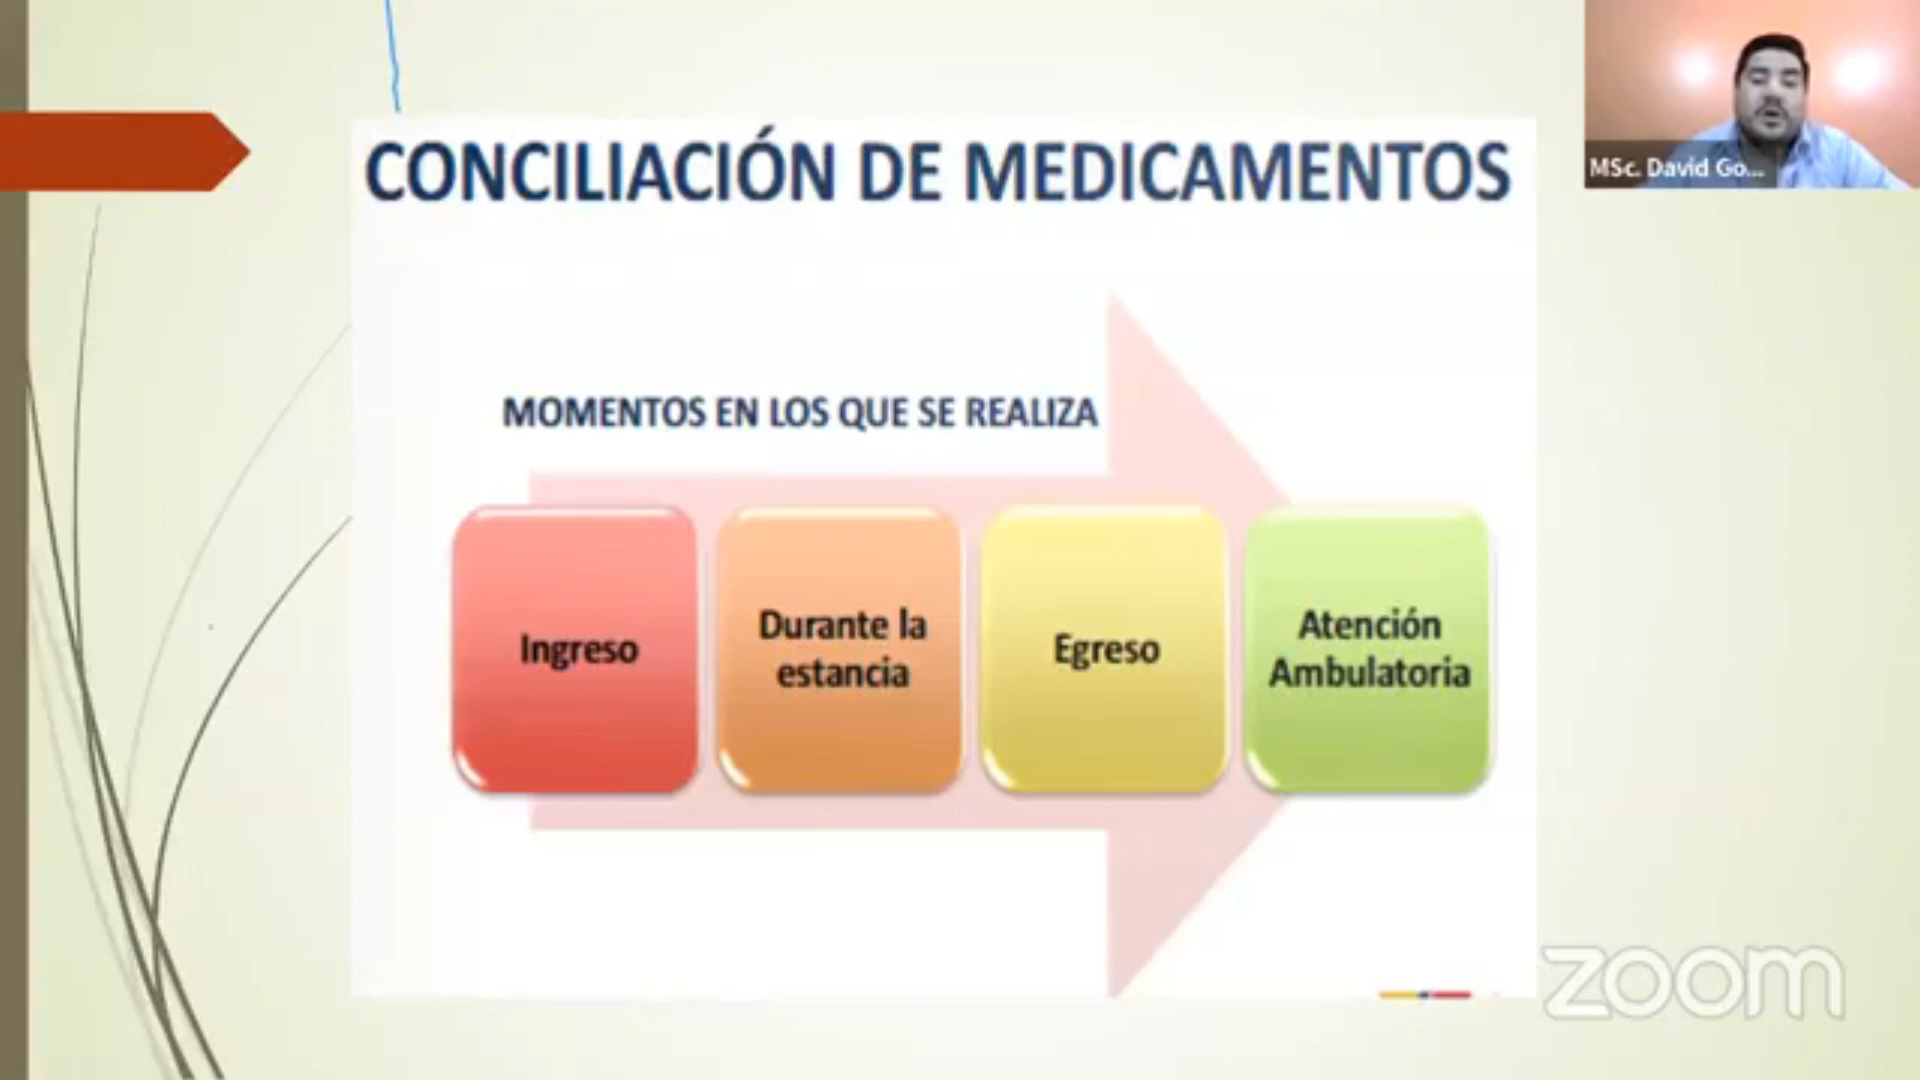 CONCILIACIÓN DE MEDICAMENTOS
MSc. David Go...
MOMENTOS EN LOS QUE SE REALIZA
Ingreso
Durante la
estancia
Egreso
Atención
Ambulatoria
zoom